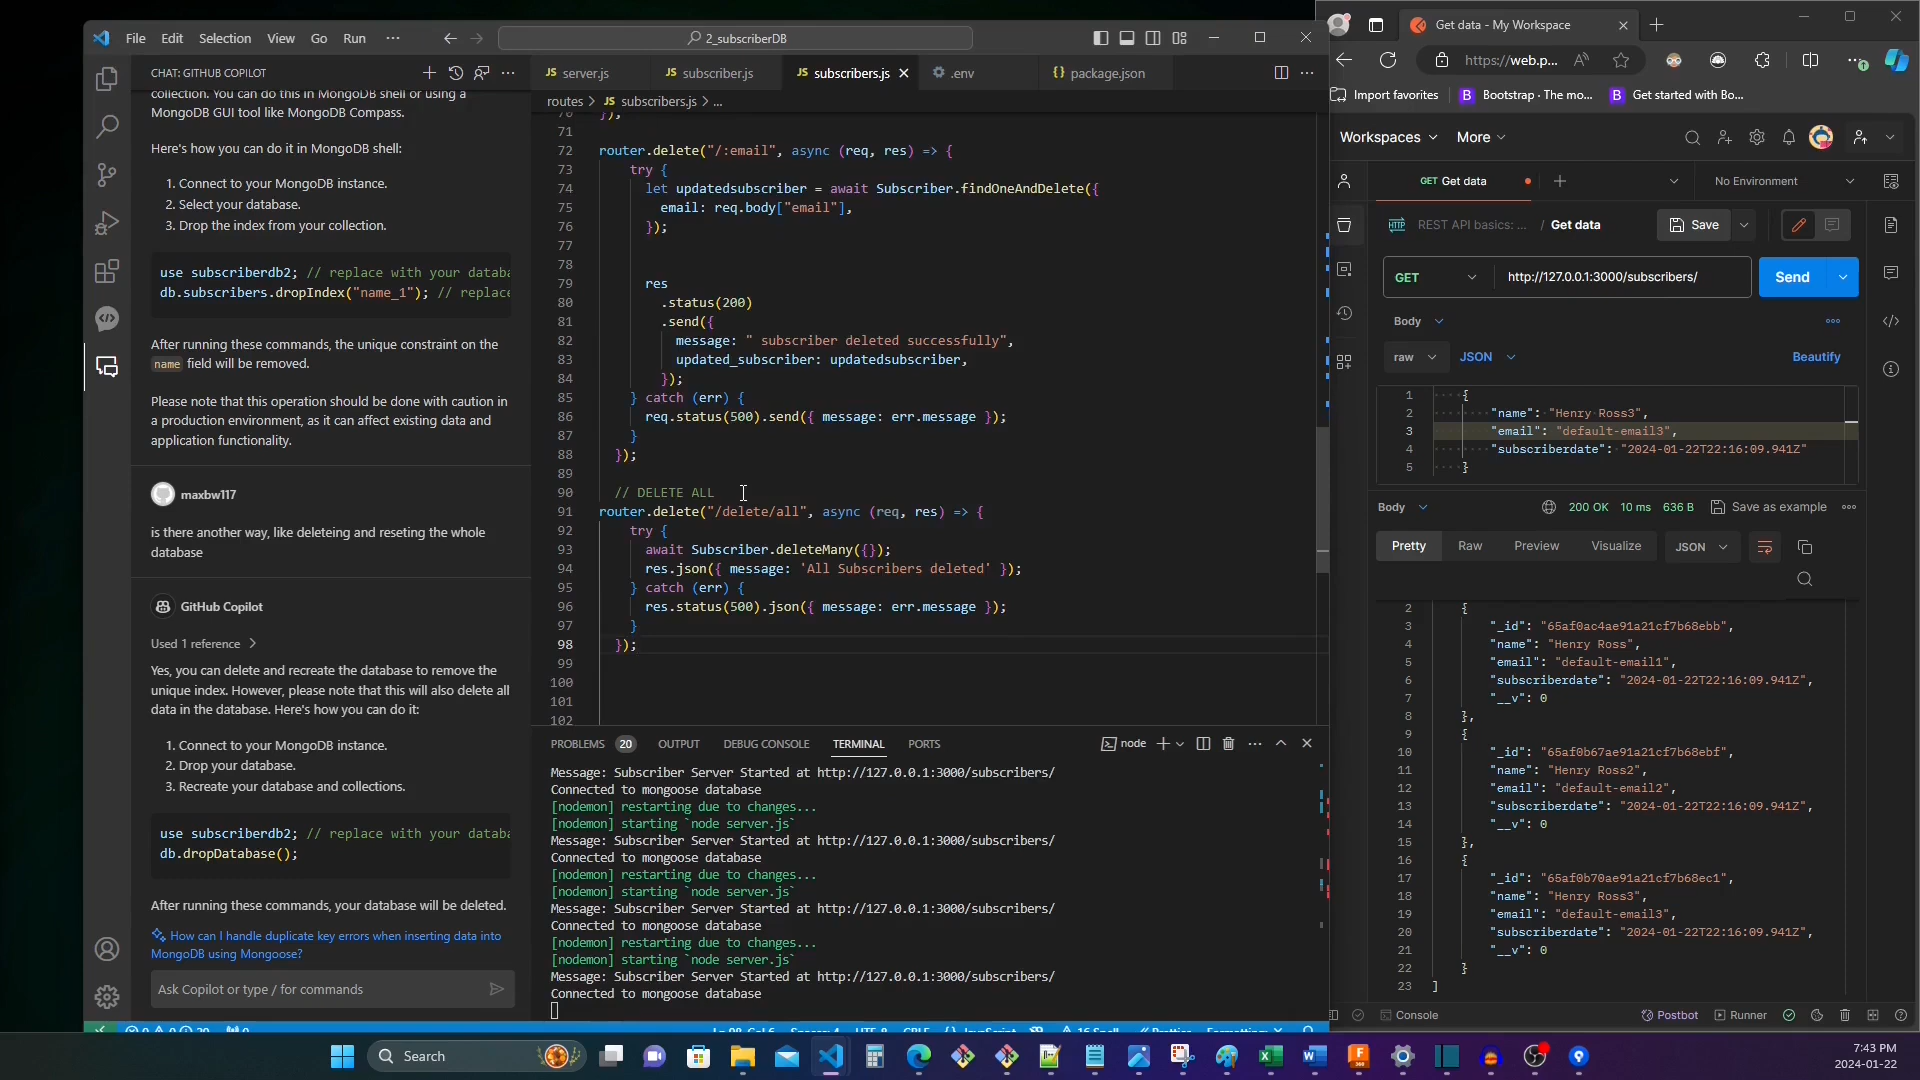 File Edit Selection View Go Run ···
2_subscriberDB
CHAT: GITHUB COPILOT
collection. You can do this in MongoDB shell or using a
MongoDB GUI tool like MongoDB Compass.
Here's how you can do it in MongoDB shell:
1. Connect to your MongoDB instance.
2. Select your database.
3. Drop the index from your collection.
use subscriberdb2; // replace with your databa
db.subscribers.dropIndex("name_1"); // replace
After running these commands, the unique constraint on the
name field will be removed.
Please note that this operation should be done with caution in
a production environment, as it can affect existing data and
application functionality.
maxbw117
is there another way, like deleteing and reseting the whole
database
GitHub Copilot
Used 1 reference >
Yes, you can delete and recreate the database to remove the
unique index. However, please note that this will also delete all
data in the database. Here's how you can do it:
1. Connect to your MongoDB instance.
2. Drop your database.
3. Recreate your database and collections.
use subscriberdb2; // replace with your databa
db.dropDatabase();
After running these commands, your database will be deleted.
How can I handle duplicate key errors when inserting data into
MongoDB using Mongoose?
Ask Copilot or type / for commands
JS server.js JS subscriber.js JS subscribers.js .env {} package.json
routes > JS subscribers.js > ...
70 });
71
72 router.delete("/:email", async (req, res) => {
73 try {
74 let updatedsubscriber = await Subscriber.findOneAndDelete({
75 email: req.body["email"],
76 });
77
78
79 res
80 .status(200)
81 .send({
82 message: " subscriber deleted successfully",
83 updated_subscriber: updatedsubscriber,
84 });
85 } catch (err) {
86 req.status(500).send({ message: err.message });
87 }
88 });
89
90 // DELETE ALL
91 router.delete("/delete/all", async (req, res) => {
92 try {
93 await Subscriber.deleteMany({});
94 res.json({ message: 'All Subscribers deleted' });
95 } catch (err) {
96 res.status(500).json({ message: err.message });
97 }
98 });
99
100
101
102
PROBLEMS 20 OUTPUT DEBUG CONSOLE TERMINAL PORTS node
Message: Subscriber Server Started at http://127.0.0.1:3000/subscribers/
Connected to mongoose database
[nodemon] restarting due to changes...
[nodemon] starting `node server.js`
Message: Subscriber Server Started at http://127.0.0.1:3000/subscribers/
Connected to mongoose database
[nodemon] restarting due to changes...
[nodemon] starting `node server.js`
Message: Subscriber Server Started at http://127.0.0.1:3000/subscribers/
Connected to mongoose database
[nodemon] restarting due to changes...
[nodemon] starting `node server.js`
Message: Subscriber Server Started at http://127.0.0.1:3000/subscribers/
Connected to mongoose database
Get data - My Workspace
https://web.p...
Import favorites B Bootstrap · The mo... B Get started with Bo...
Workspaces More
GET Get data No Environment
HTTP REST API basics: ... / Get data Save
GET http://127.0.0.1:3000/subscribers/ Send
Body
raw JSON Beautify
1 {
2 "name": "Henry Ross3",
3 "email": "default-email3",
4 "subscriberdate": "2024-01-22T22:16:09.941Z"
5 }
Body 200 OK 10 ms 636 B Save as example
Pretty Raw Preview Visualize JSON
2 {
3 "_id": "65af0ac4ae91a21cf7b68ebb",
4 "name": "Henry Ross",
5 "email": "default-email1",
6 "subscriberdate": "2024-01-22T22:16:09.941Z",
7 "__v": 0
8 },
9 {
10 "_id": "65af0b67ae91a21cf7b68ebf",
11 "name": "Henry Ross2",
12 "email": "default-email2",
13 "subscriberdate": "2024-01-22T22:16:09.941Z",
14 "__v": 0
15 },
16 {
17 "_id": "65af0b70ae91a21cf7b68ec1",
18 "name": "Henry Ross3",
19 "email": "default-email3",
20 "subscriberdate": "2024-01-22T22:16:09.941Z",
21 "__v": 0
22 }
23 ]
Console Postbot Runner
Search
7:43 PM
2024-01-22